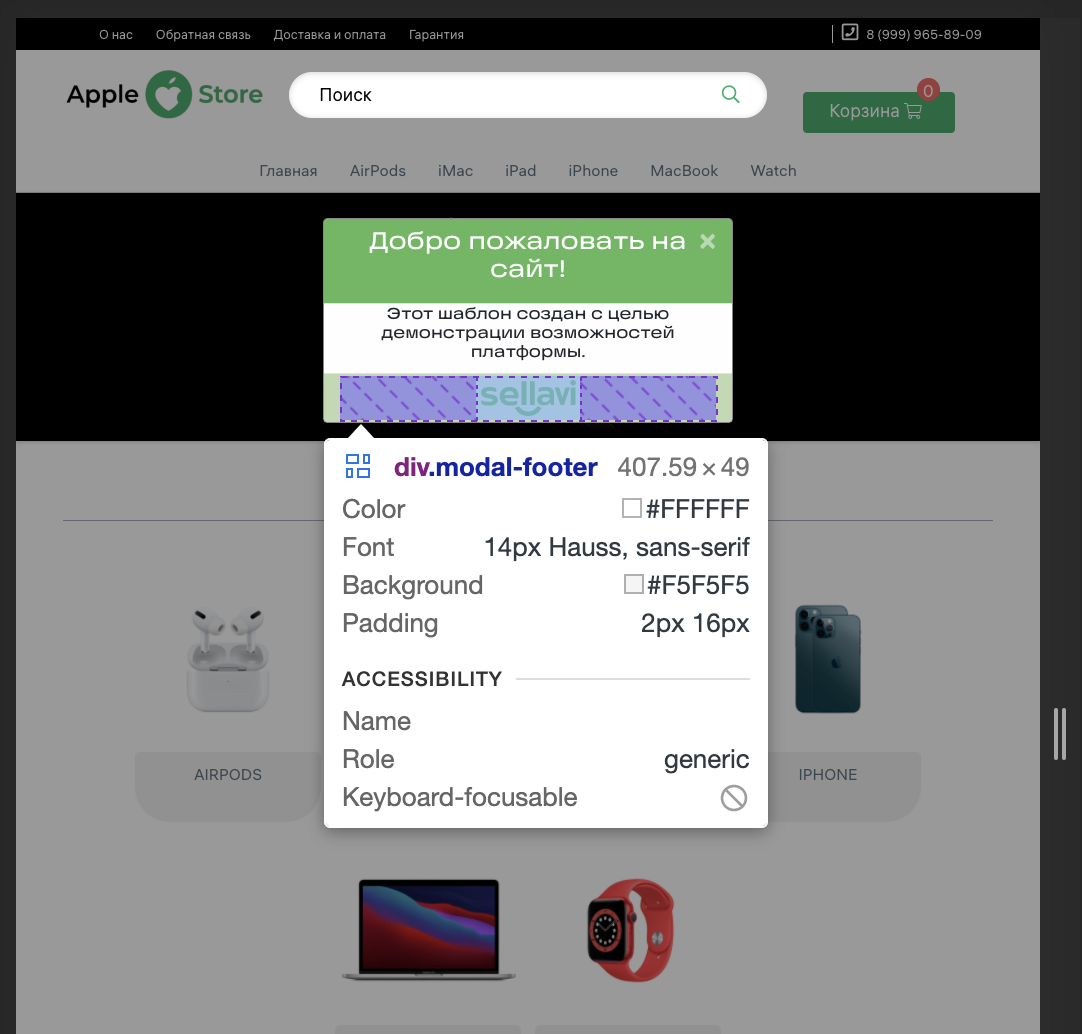 О нас Обратная связь Доставка и оплата Гарантия 8 (999) 965-89-09
Apple Store Поиск Корзина 0
Главная AirPods iMac iPad iPhone MacBook Watch
Добро пожаловать на
сайт!
Этот шаблон создан с целью
демонстрации возможностей
платформы.
sellavi
div.modal-footer 407.59 × 49
Color #FFFFFF
Font 14px Hauss, sans-serif
Background #F5F5F5
Padding 2px 16px
ACCESSIBILITY
Name
Role generic
Keyboard-focusable
AIRPODS IPHONE